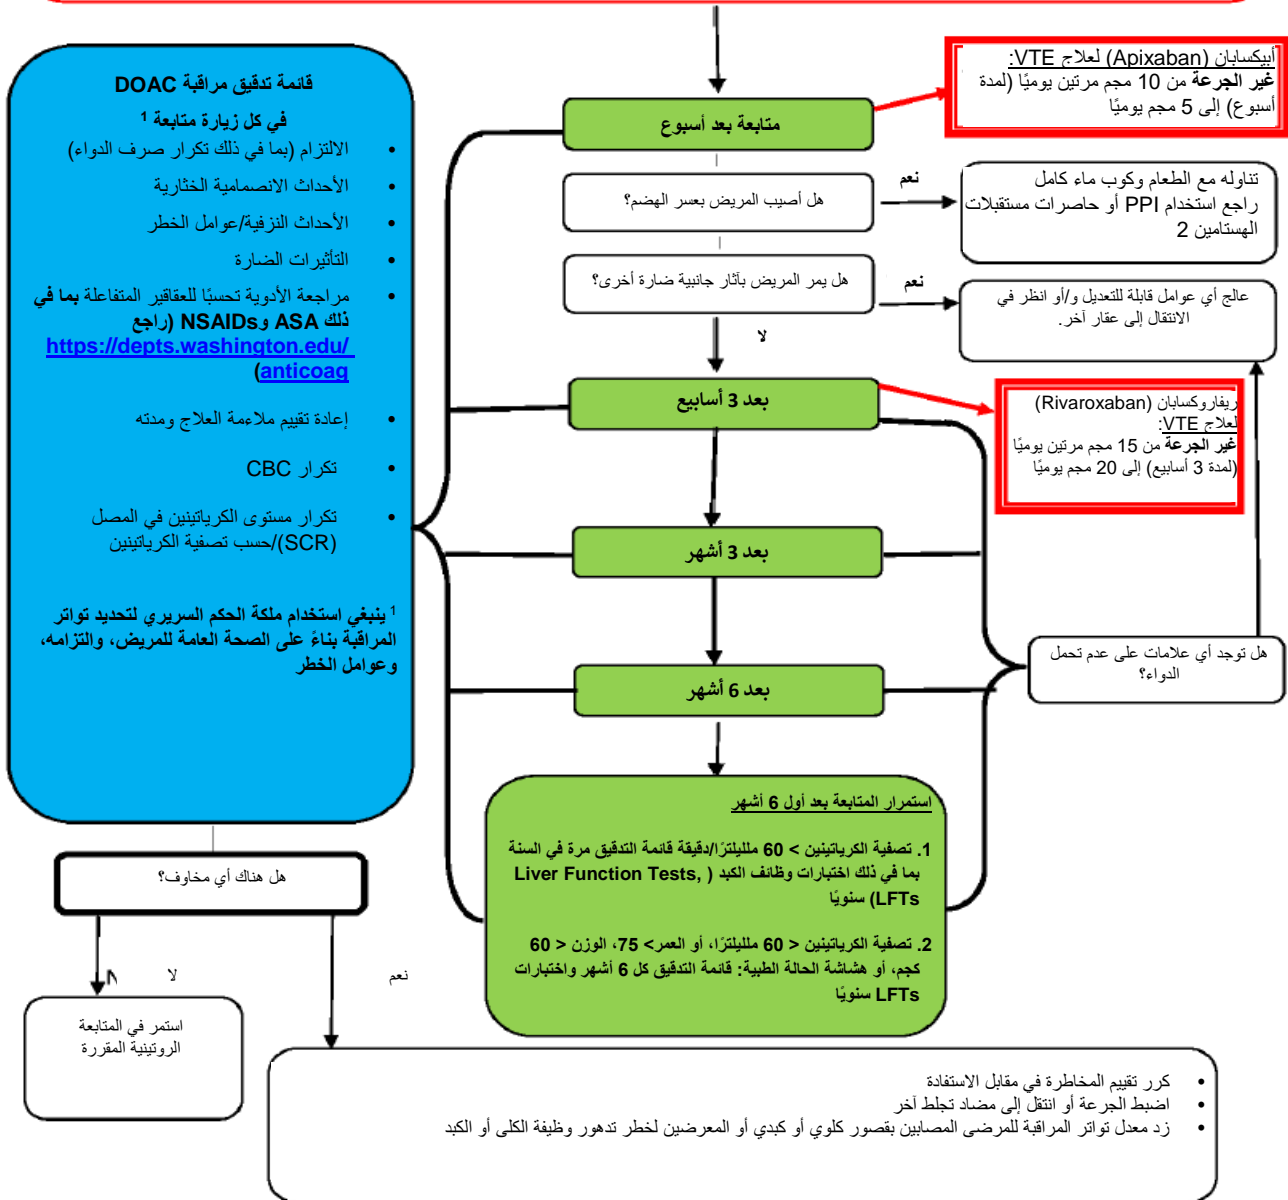 أبيكسابان (Apixaban) لعلاج VTE:
غير الجرعة من 10 مجم مرتين يوميًا (لمدة
أسبوع) إلى 5 مجم يوميًا
متابعة بعد أسبوع
هل أصيب المريض بعسر الهضم؟
نعم
تناوله مع الطعام وكوب ماء كامل
راجع استخدام PPI أو حاصرات مستقبلات
الهستامين 2
هل يمر المريض بآثار جانبية ضارة أخرى؟
نعم
عالج أي عوامل قابلة للتعديل و/أو انظر في
الانتقال إلى عقار آخر.
لا
بعد 3 أسابيع
ريفاروكسابان (Rivaroxaban)
لعلاج VTE:
غير الجرعة من 15 مجم مرتين يوميًا
(لمدة 3 أسابيع) إلى 20 مجم يوميًا
بعد 3 أشهر
بعد 6 أشهر
هل توجد أي علامات على عدم تحمل
الدواء؟
استمرار المتابعة بعد أول 6 أشهر
1. تصفية الكرياتينين > 60 ملليلترًا/دقيقة قائمة التدقيق مرة في السنة
بما في ذلك اختبارات وظائف الكبد (Liver Function Tests,
LFTs) سنويًا
2. تصفية الكرياتينين < 60 ملليلترًا، أو العمر> 75، الوزن < 60
كجم، أو هشاشة الحالة الطبية: قائمة التدقيق كل 6 أشهر واختبارات
LFTs سنويًا
قائمة تدقيق مراقبة DOAC
في كل زيارة متابعة 1
• الالتزام (بما في ذلك تكرار صرف الدواء)
• الأحداث الانصمامية الخثارية
• الأحداث النزفية/عوامل الخطر
• التأثيرات الضارة
• مراجعة الأدوية تحسبًا للعقاقير المتفاعلة بما في
ذلك ASA وNSAIDs (راجع
https://depts.washington.edu/
anticoag)
• إعادة تقييم ملاءمة العلاج ومدته
• تكرار CBC
• تكرار مستوى الكرياتينين في المصل
(SCR)/حسب تصفية الكرياتينين
1 ينبغي استخدام ملكة الحكم السريري لتحديد تواتر
المراقبة بناءً على الصحة العامة للمريض، والتزامه،
وعوامل الخطر
هل هناك أي مخاوف؟
لا
N
نعم
استمر في المتابعة
الروتينية المقررة
• كرر تقييم المخاطرة في مقابل الاستفادة
• اضبط الجرعة أو انتقل إلى مضاد تجلط آخر
• زد معدل تواتر المراقبة للمرضى المصابين بقصور كلوي أو كبدي أو المعرضين لخطر تدهور وظيفة الكلى أو الكبد